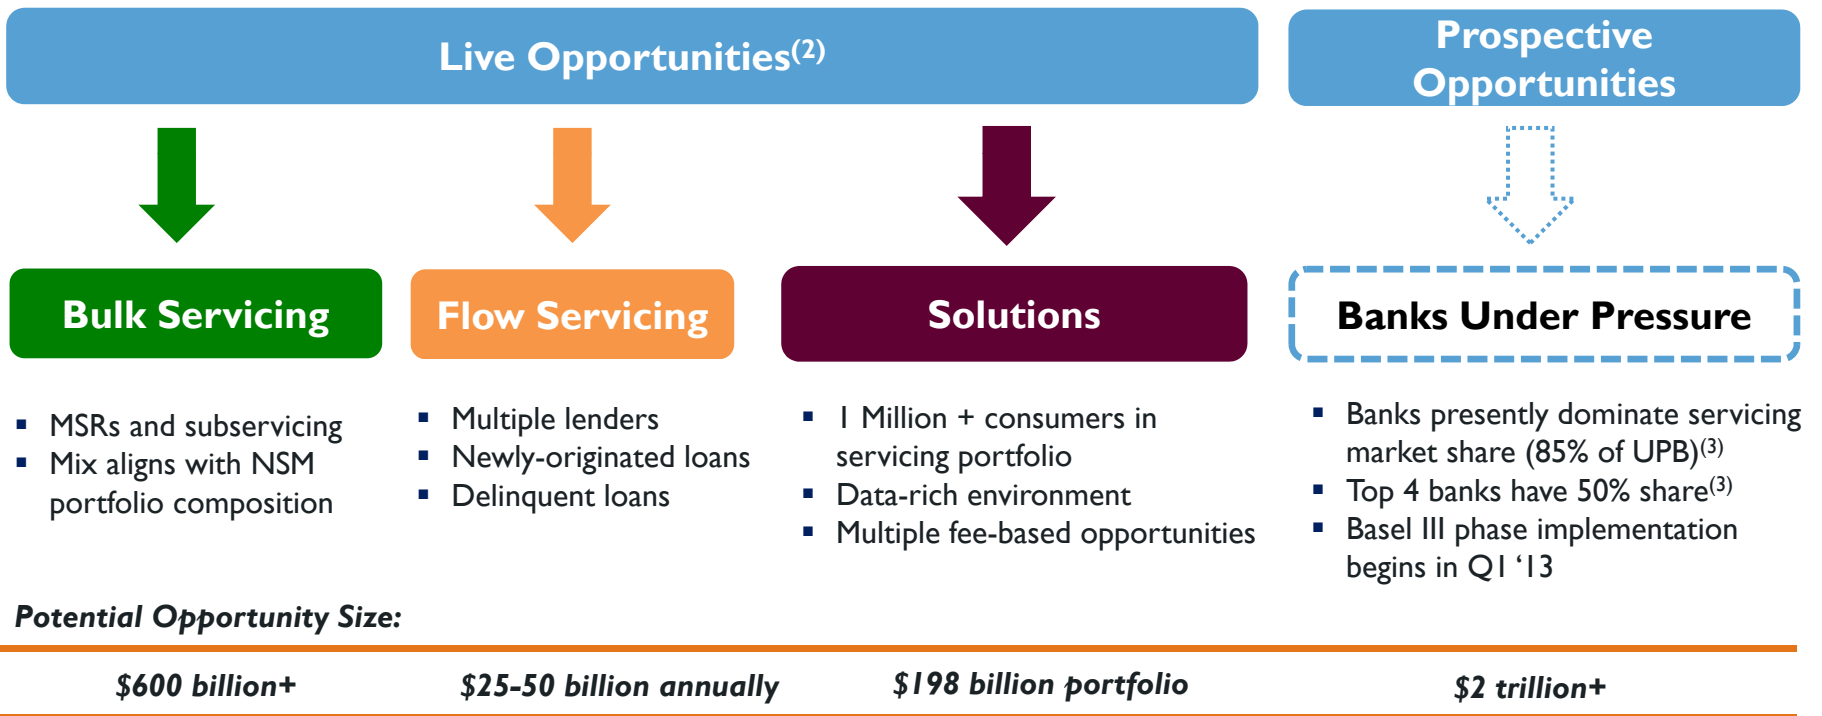 Live Opportunities(2)
Prospective
Opportunities
Bulk Servicing
Flow Servicing
Solutions
Banks Under Pressure
▪ MSRs and subservicing
▪ Mix aligns with NSM
portfolio composition
▪ Multiple lenders
▪ Newly-originated loans
▪ Delinquent loans
▪ 1 Million + consumers in
servicing portfolio
▪ Data-rich environment
▪ Multiple fee-based opportunities
▪ Banks presently dominate servicing
market share (85% of UPB)(3)
▪ Top 4 banks have 50% share(3)
▪ Basel III phase implementation
begins in Q1 ‘13
Potential Opportunity Size:
$600 billion+
$25-50 billion annually
$198 billion portfolio
$2 trillion+